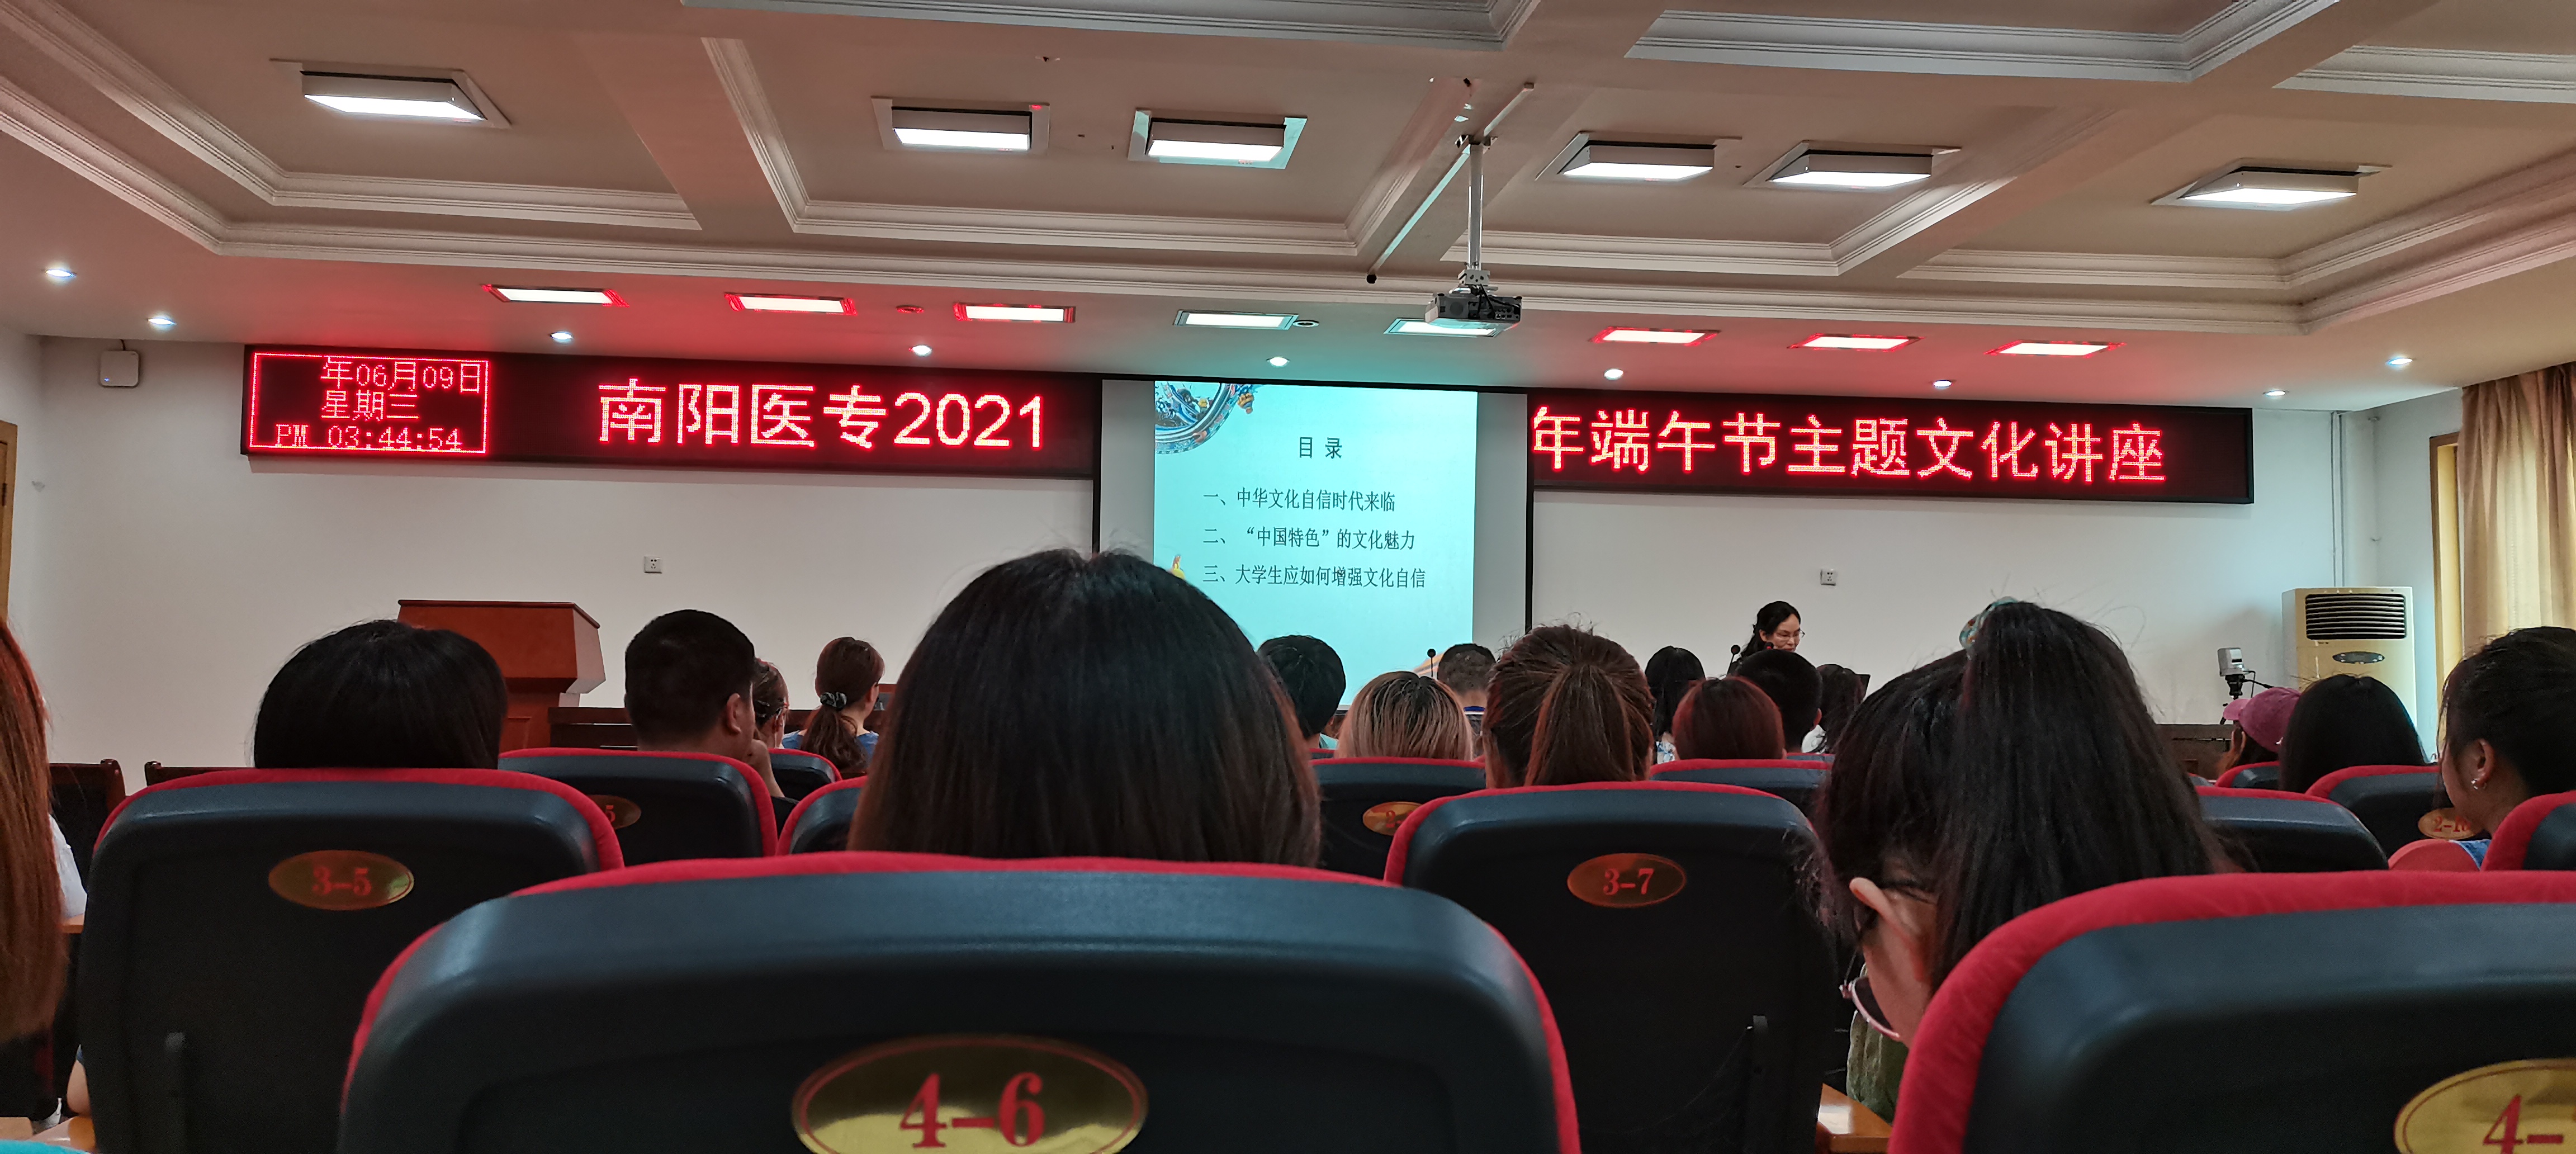 年06月09日
星期三
PM 03:44:54
南阳医专2021
年端午节主题文化讲座
目录
一、中华文化自信时代来临
二、“中国特色”的文化魅力
三、大学生应如何增强文化自信
3-5
3-7
4-6